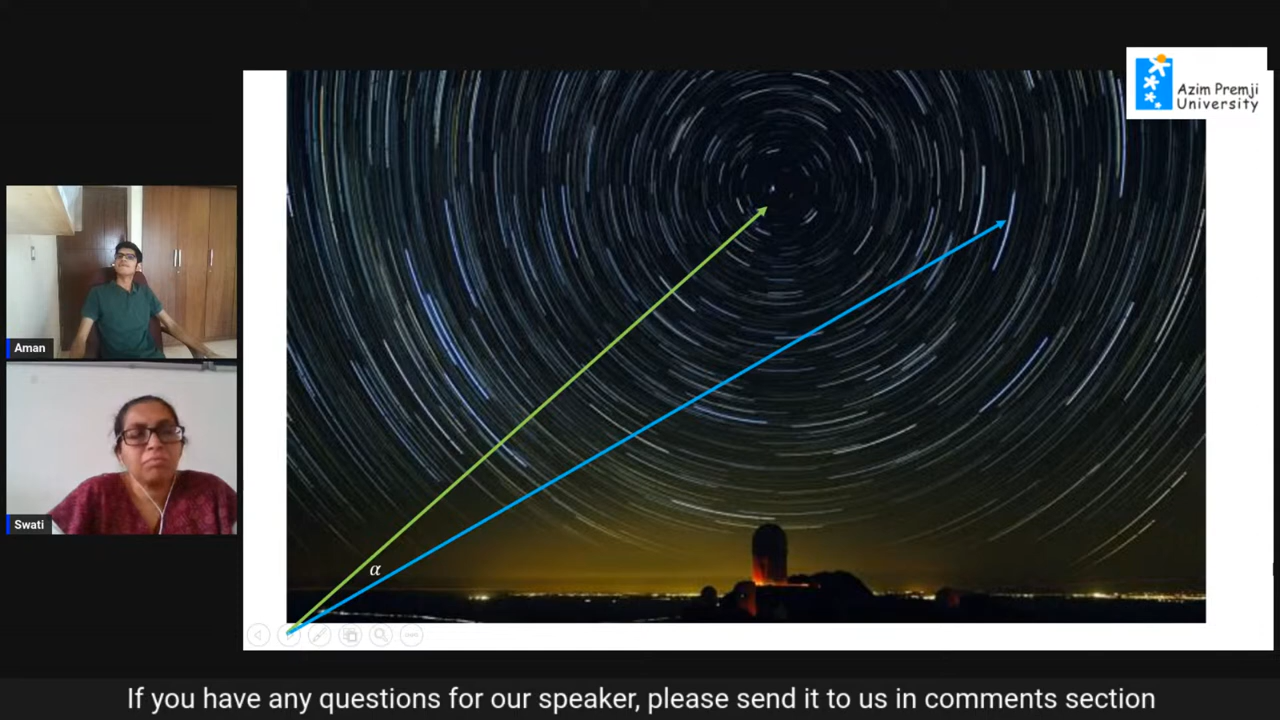 Azim Premji
University
Aman
Swati
α
If you have any questions for our speaker, please send it to us in comments section